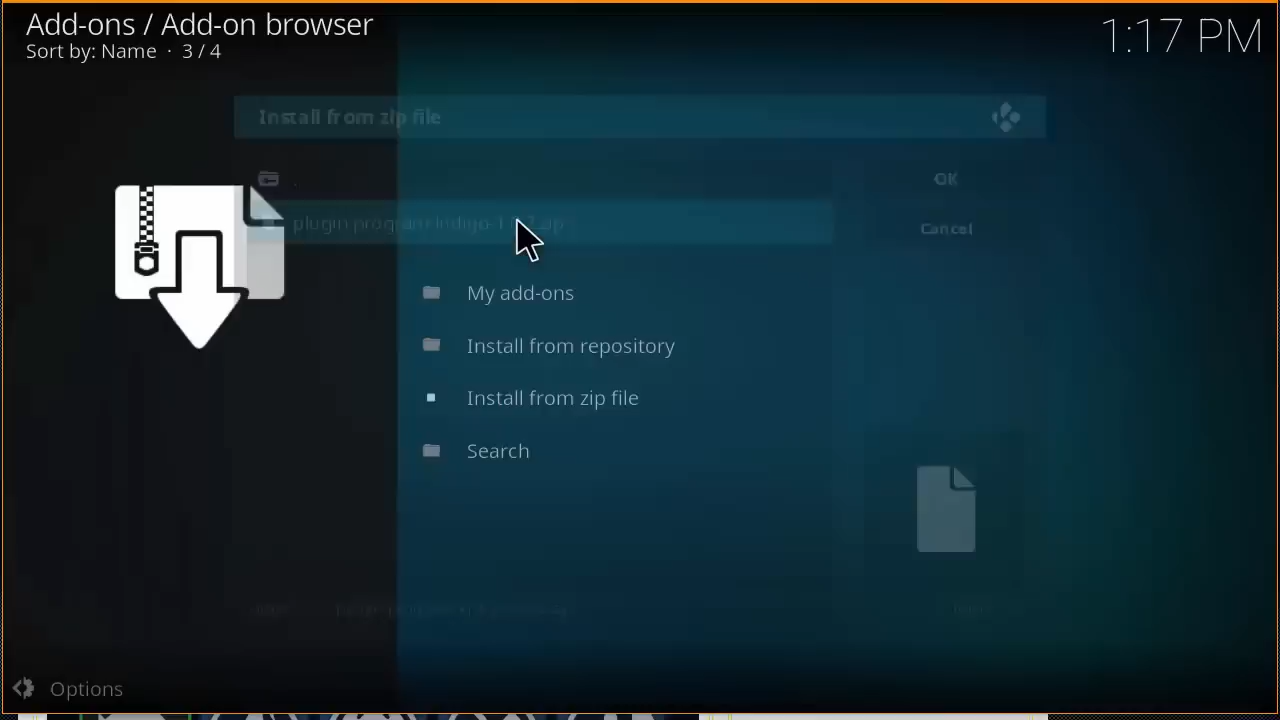 Add-ons / Add-on browser
Sort by: Name · 3 / 4
1:17 PM
Install from zip file
OK
Cancel
My add-ons
Install from repository
Install from zip file
Search
Options